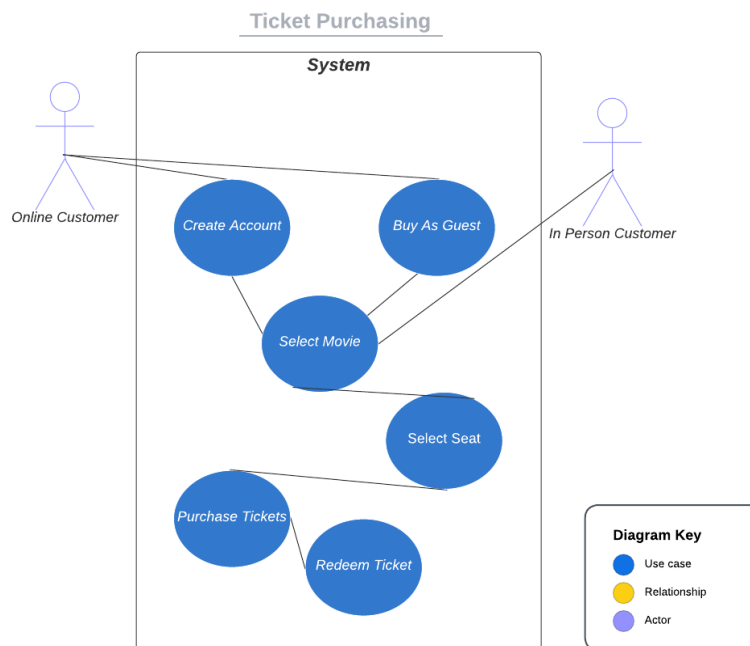 Ticket Purchasing
System
Online Customer
In Person Customer
Create Account
Buy As Guest
Select Movie
Select Seat
Purchase Tickets
Redeem Ticket
Diagram Key
Use case
Relationship
Actor